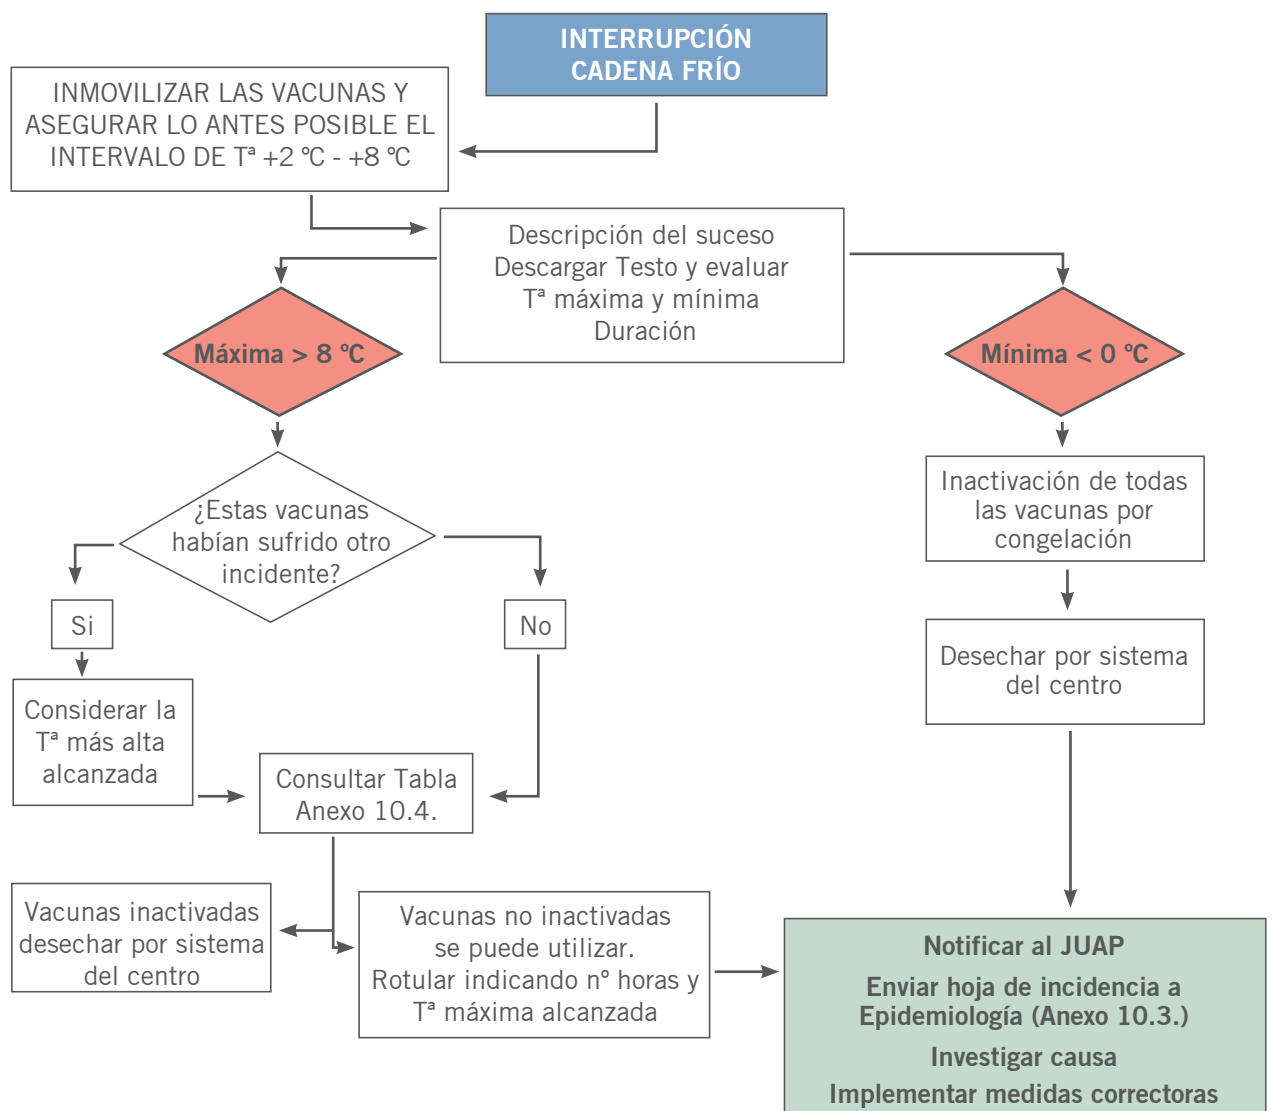 INTERRUPCIÓN
CADENA FRÍO
INMOVILIZAR LAS VACUNAS Y
ASEGURAR LO ANTES POSIBLE EL
INTERVALO DE Tª +2 ºC - +8 ºC
Descripción del suceso
Descargar Testo y evaluar
Tª máxima y mínima
Duración
Máxima > 8 ºC
Mínima < 0 ºC
¿Estas vacunas
habían sufrido otro
incidente?
Inactivación de todas
las vacunas por
congelación
Si
No
Desechar por sistema
del centro
Considerar la
Tª más alta
alcanzada
Consultar Tabla
Anexo 10.4.
Vacunas inactivadas
desechar por sistema
del centro
Vacunas no inactivadas
se puede utilizar.
Rotular indicando nº horas y
Tª máxima alcanzada
Notificar al JUAP
Enviar hoja de incidencia a
Epidemiología (Anexo 10.3.)
Investigar causa
Implementar medidas correctoras